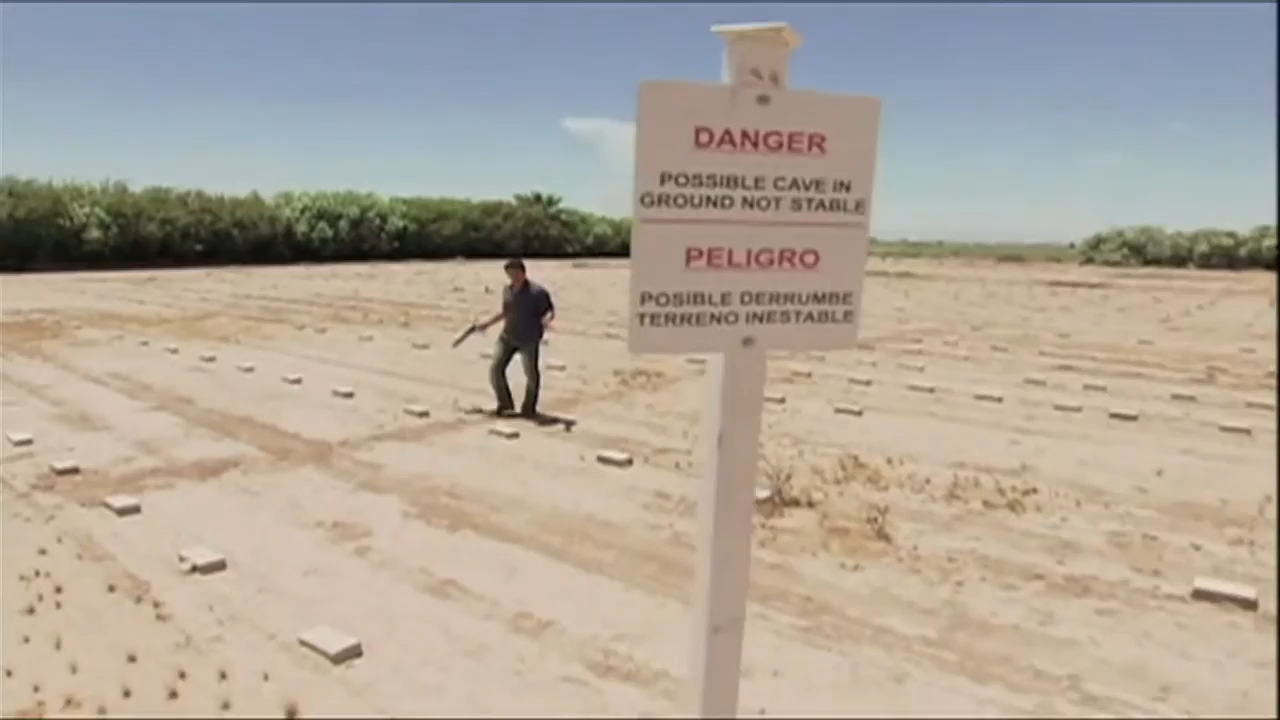 DANGER
POSSIBLE CAVE IN
GROUND NOT STABLE
PELIGRO
POSIBLE DERRUMBE
TERRENO INESTABLE